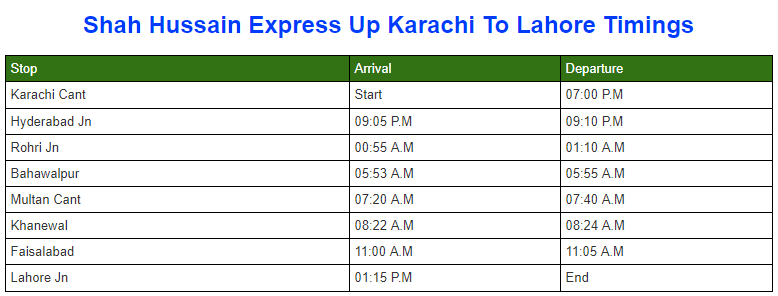 Shah Hussain Express Up Karachi To Lahore Timings
Stop Arrival Departure
Karachi Cant Start 07:00 P.M
Hyderabad Jn 09:05 P.M 09:10 P.M
Rohri Jn 00:55 A.M 01:10 A.M
Bahawalpur 05:53 A.M 05:55 A.M
Multan Cant 07:20 A.M 07:40 A.M
Khanewal 08:22 A.M 08:24 A.M
Faisalabad 11:00 A.M 11:05 A.M
Lahore Jn 01:15 P.M End